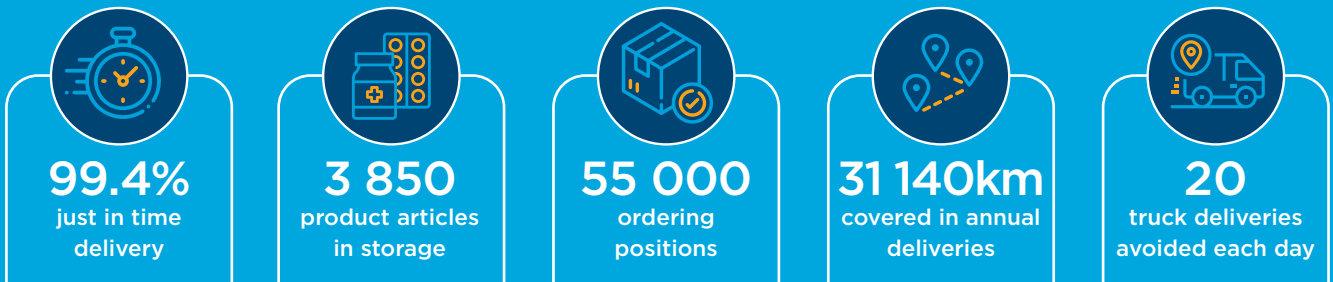 99.4%
just in time
delivery
3 850
product articles
in storage
55 000
ordering
positions
31 140km
covered in annual
deliveries
20
truck deliveries
avoided each day